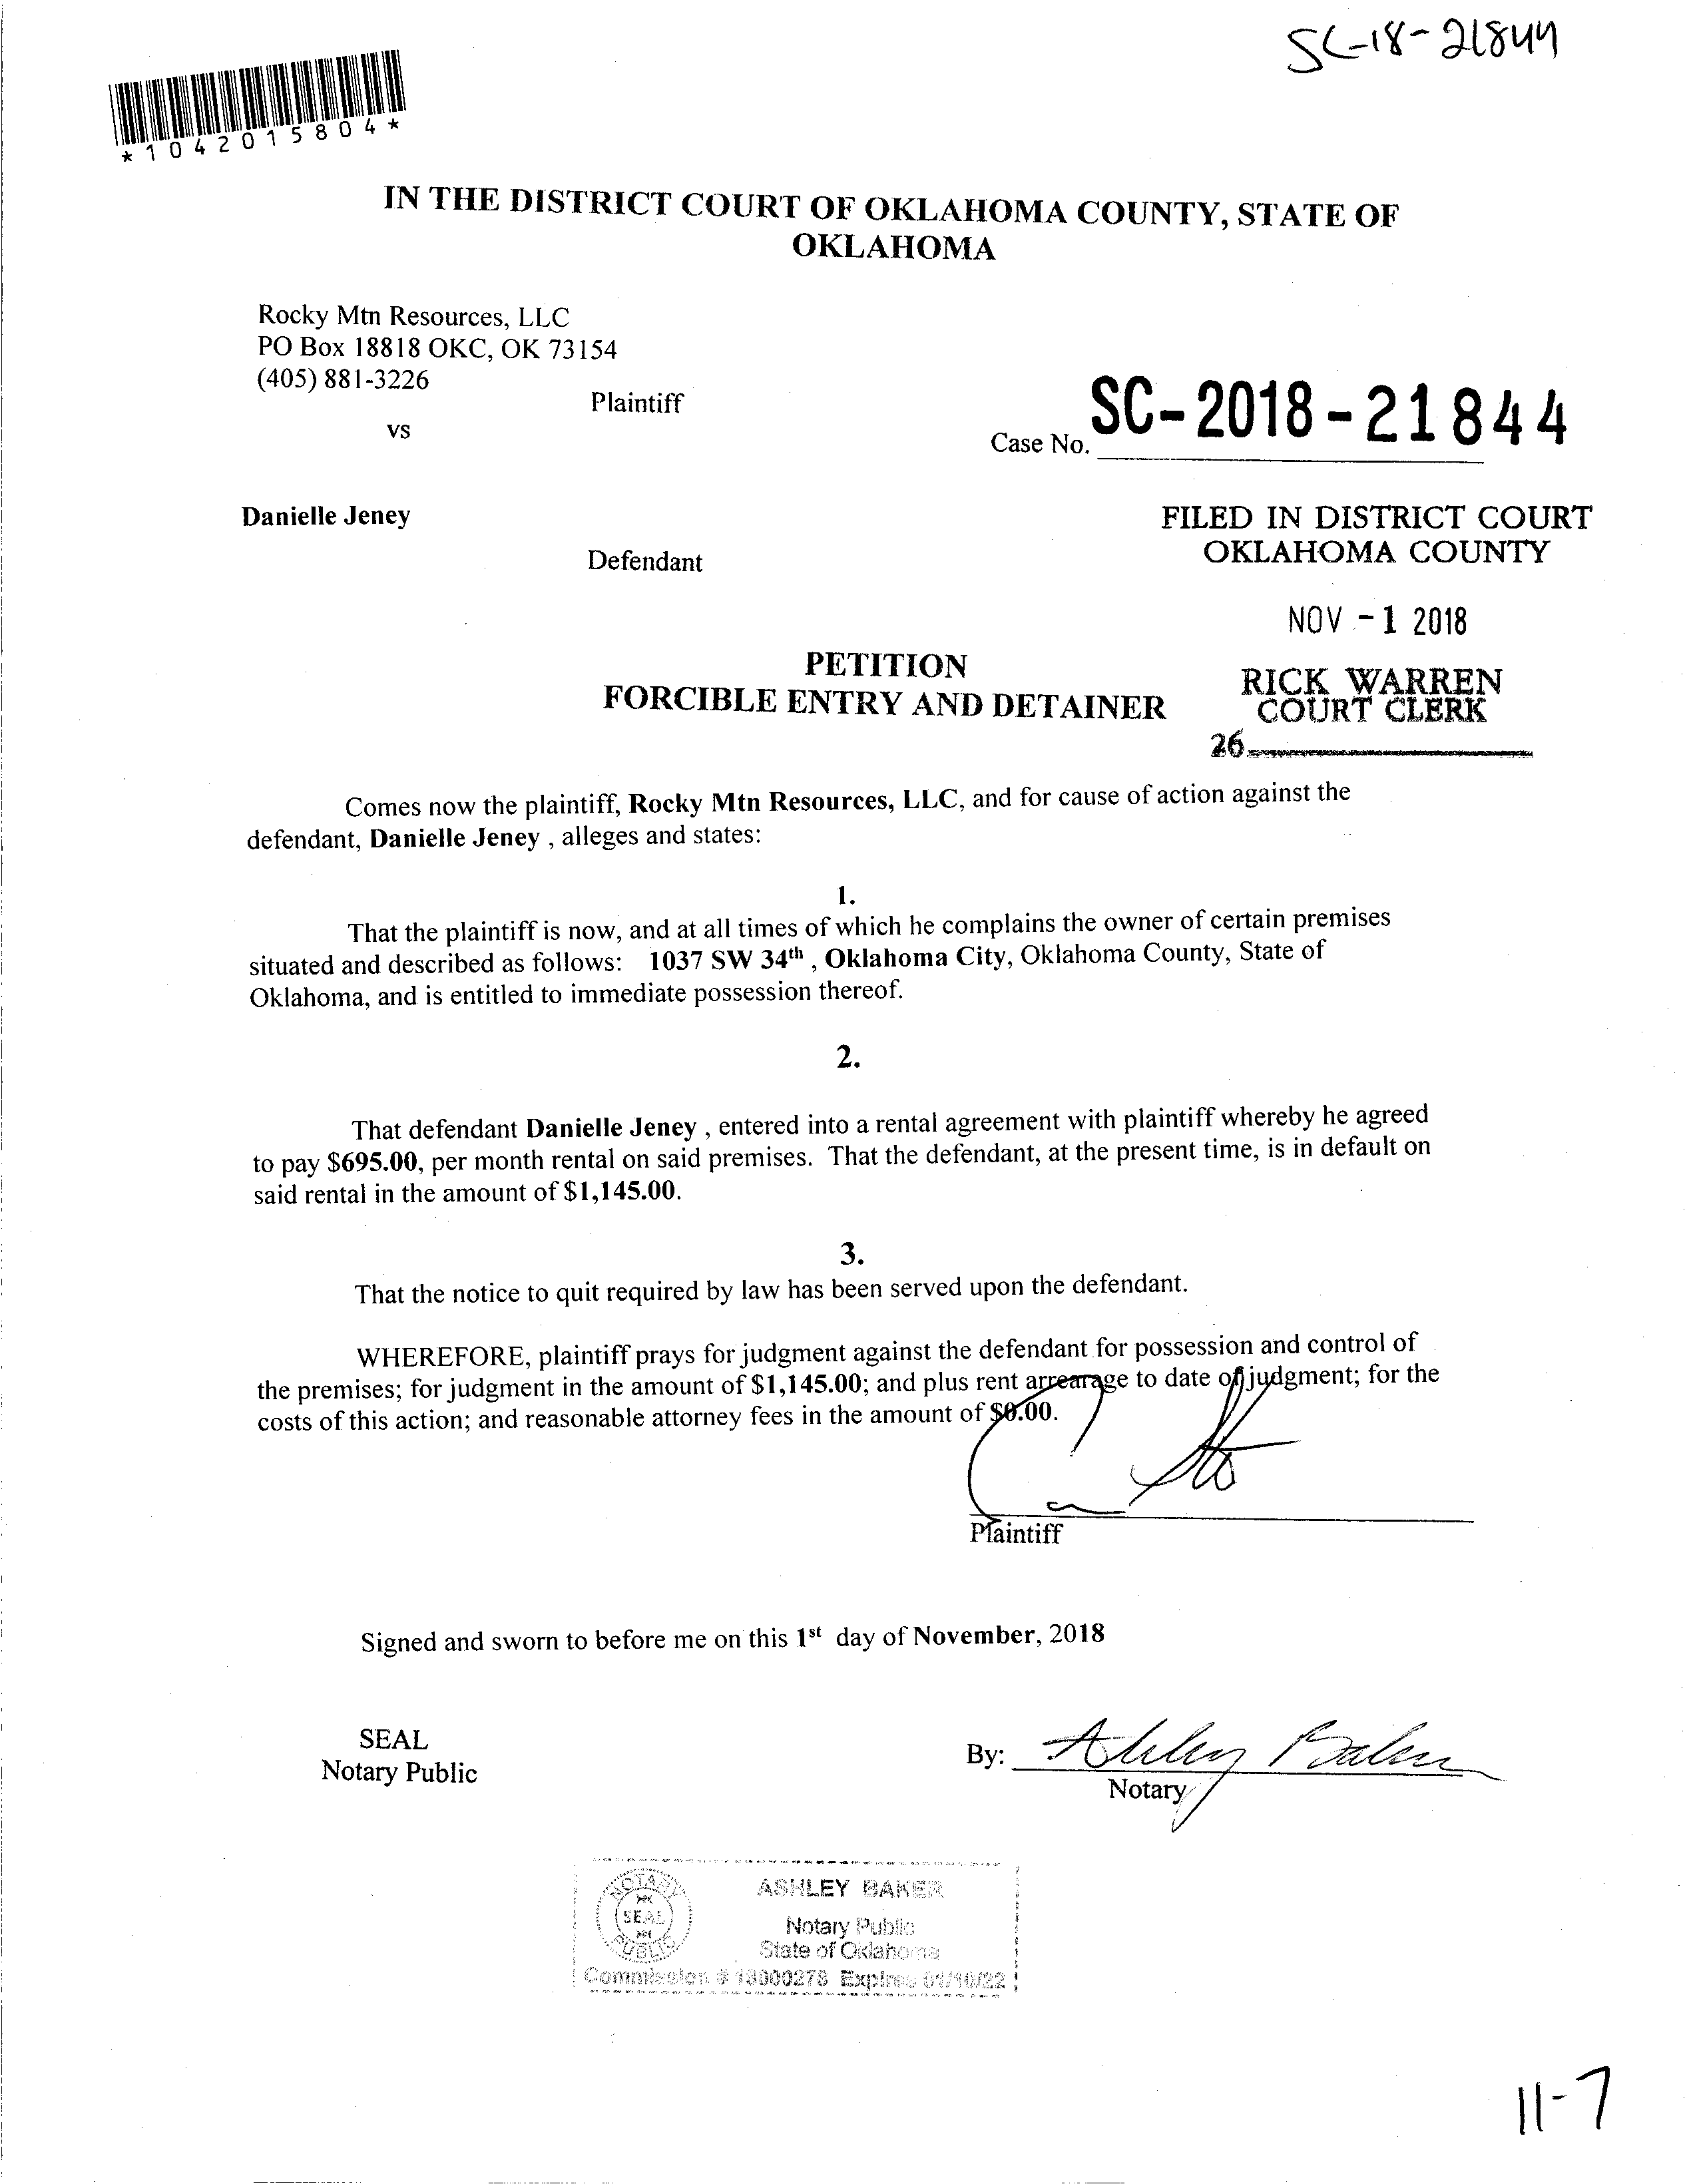 SC-18-21844
*1042015804*
IN THE DISTRICT COURT OF OKLAHOMA COUNTY, STATE OF
OKLAHOMA
Rocky Mtn Resources, LLC
PO Box 18818 OKC, OK 73154
(405) 881-3226
Plaintiff
vs
Case No. SC-2018-21844
Danielle Jeney
Defendant
FILED IN DISTRICT COURT
OKLAHOMA COUNTY
NOV -1 2018
RICK WARREN
COURT CLERK
26
PETITION
FORCIBLE ENTRY AND DETAINER
Comes now the plaintiff, Rocky Mtn Resources, LLC, and for cause of action against the
defendant, Danielle Jeney , alleges and states:
1.
That the plaintiff is now, and at all times of which he complains the owner of certain premises
situated and described as follows: 1037 SW 34th , Oklahoma City, Oklahoma County, State of
Oklahoma, and is entitled to immediate possession thereof.
2.
That defendant Danielle Jeney , entered into a rental agreement with plaintiff whereby he agreed
to pay $695.00, per month rental on said premises. That the defendant, at the present time, is in default on
said rental in the amount of $1,145.00.
3.
That the notice to quit required by law has been served upon the defendant.
WHEREFORE, plaintiff prays for judgment against the defendant for possession and control of
the premises; for judgment in the amount of $1,145.00; and plus rent arrearage to date of judgment; for the
costs of this action; and reasonable attorney fees in the amount of $0.00.
Plaintiff
Signed and sworn to before me on this 1st day of November, 2018
SEAL
Notary Public
By: Ashley Baker
Notary
NOTARY
SEAL
PUBLIC
ASHLEY BAKER
Notary Public
State of Oklahoma
Commission # 18000278 Expires 01/10/22
11-7